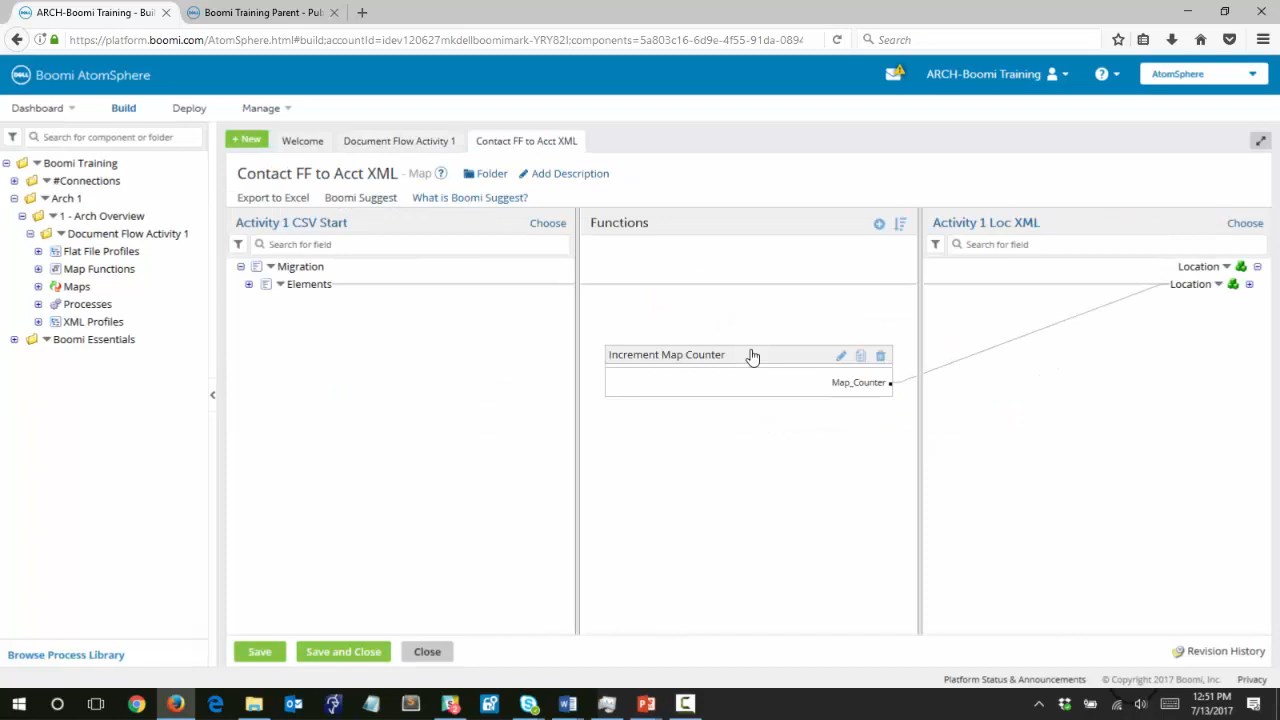 ARCH-Boomi Training - Buil
Boomi Training Parent - Pub
https://platform.boomi.com/AtomSphere.html#build;accountId=idev120627mkdellboomimark-YRY82I;components=5a803c16-6d9e-4f55-91da-0894
Search
DELL Boomi AtomSphere
ARCH-Boomi Training
AtomSphere
Dashboard
Build
Deploy
Manage
Search for component or folder
+ New
Welcome
Document Flow Activity 1
Contact FF to Acct XML
Boomi Training
#Connections
Arch 1
1 - Arch Overview
Document Flow Activity 1
Flat File Profiles
Map Functions
Maps
Processes
XML Profiles
Boomi Essentials
Browse Process Library
Contact FF to Acct XML - Map
Folder
Add Description
Export to Excel
Boomi Suggest
What is Boomi Suggest?
Activity 1 CSV Start
Choose
Search for field
Migration
Elements
Functions
Increment Map Counter
Map_Counter
Activity 1 Loc XML
Choose
Search for field
Location
Location
Save
Save and Close
Close
Revision History
Platform Status & Announcements
© Copyright 2017 Boomi, Inc.
Privacy
12:51 PM
7/13/2017